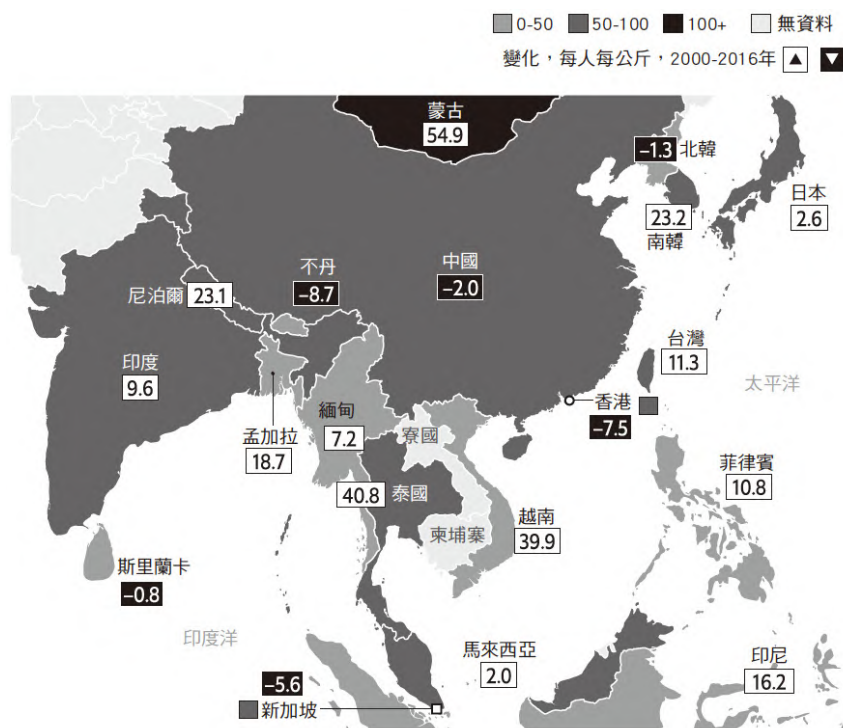 0-50 50-100 100+ 無資料
變化，每人每公斤，2000-2016年
蒙古
54.9
–1.3 北韓
日本
2.6
23.2
南韓
不丹
–8.7
中國
–2.0
尼泊爾 23.1
印度
9.6
台灣
11.3
太平洋
香港
–7.5
緬甸
7.2
寮國
孟加拉
18.7
菲律賓
10.8
40.8 泰國
越南
39.9
柬埔寨
斯里蘭卡
–0.8
印度洋
馬來西亞
2.0
印尼
16.2
–5.6
新加坡